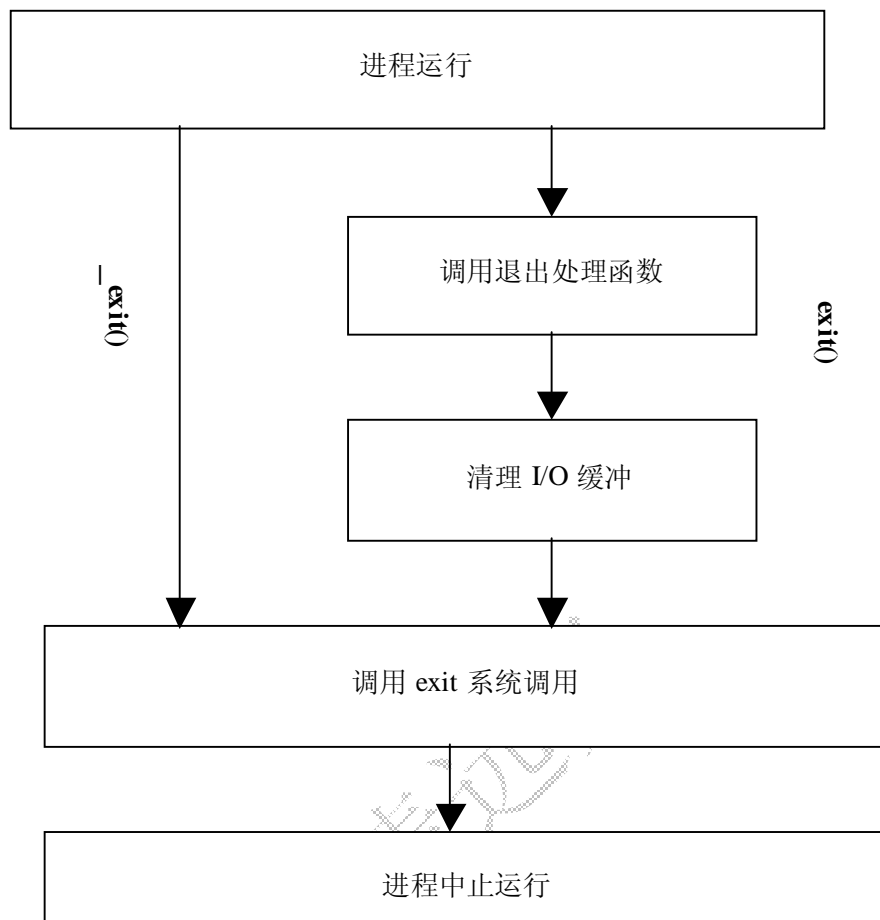 进程运行
调用退出处理函数
_exit()
exit()
清理 I/O 缓冲
调用 exit 系统调用
进程中止运行